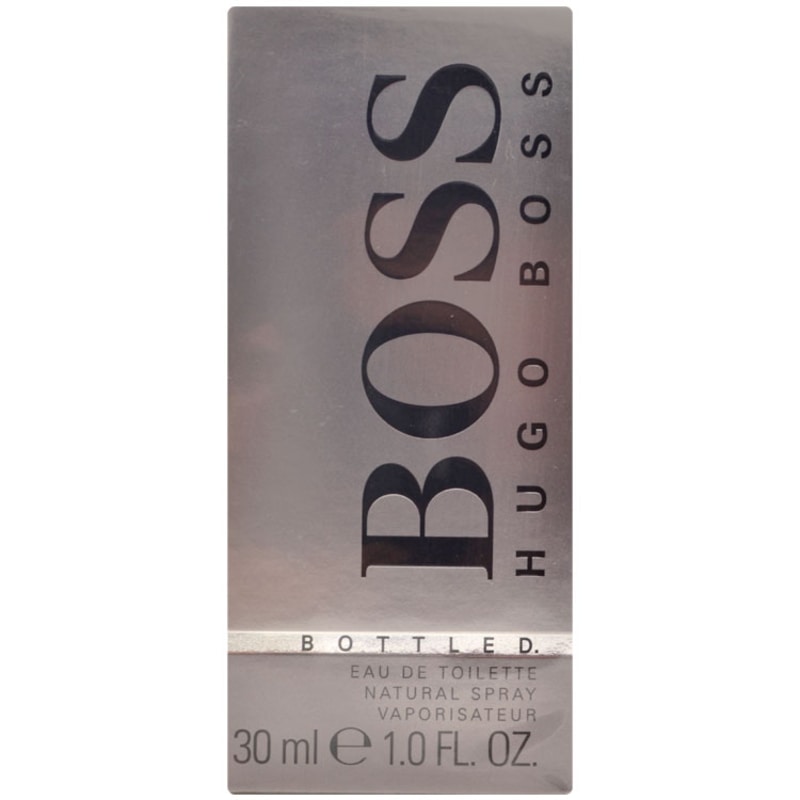 BOSS
HUGO BOSS
BOTTLED.
EAU DE TOILETTE
NATURAL SPRAY
VAPORISATEUR
30 ml ℮ 1.0 FL. OZ.